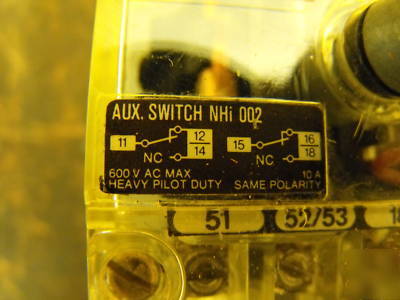 AUX. SWITCH NHi 002
11 12 15 16
14 18
NC NC
600 V AC MAX 10 A
HEAVY PILOT DUTY SAME POLARITY
51 52/53